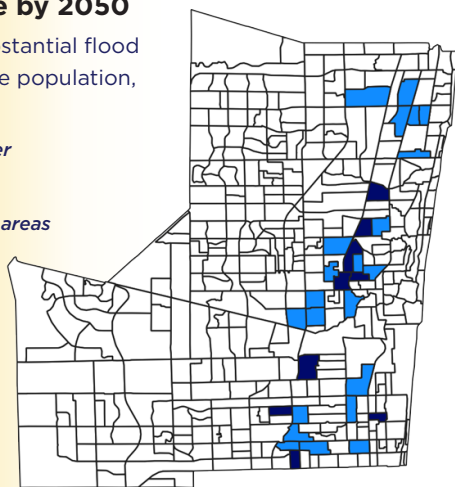 e by 2050
stantial flood
e population,
er
areas